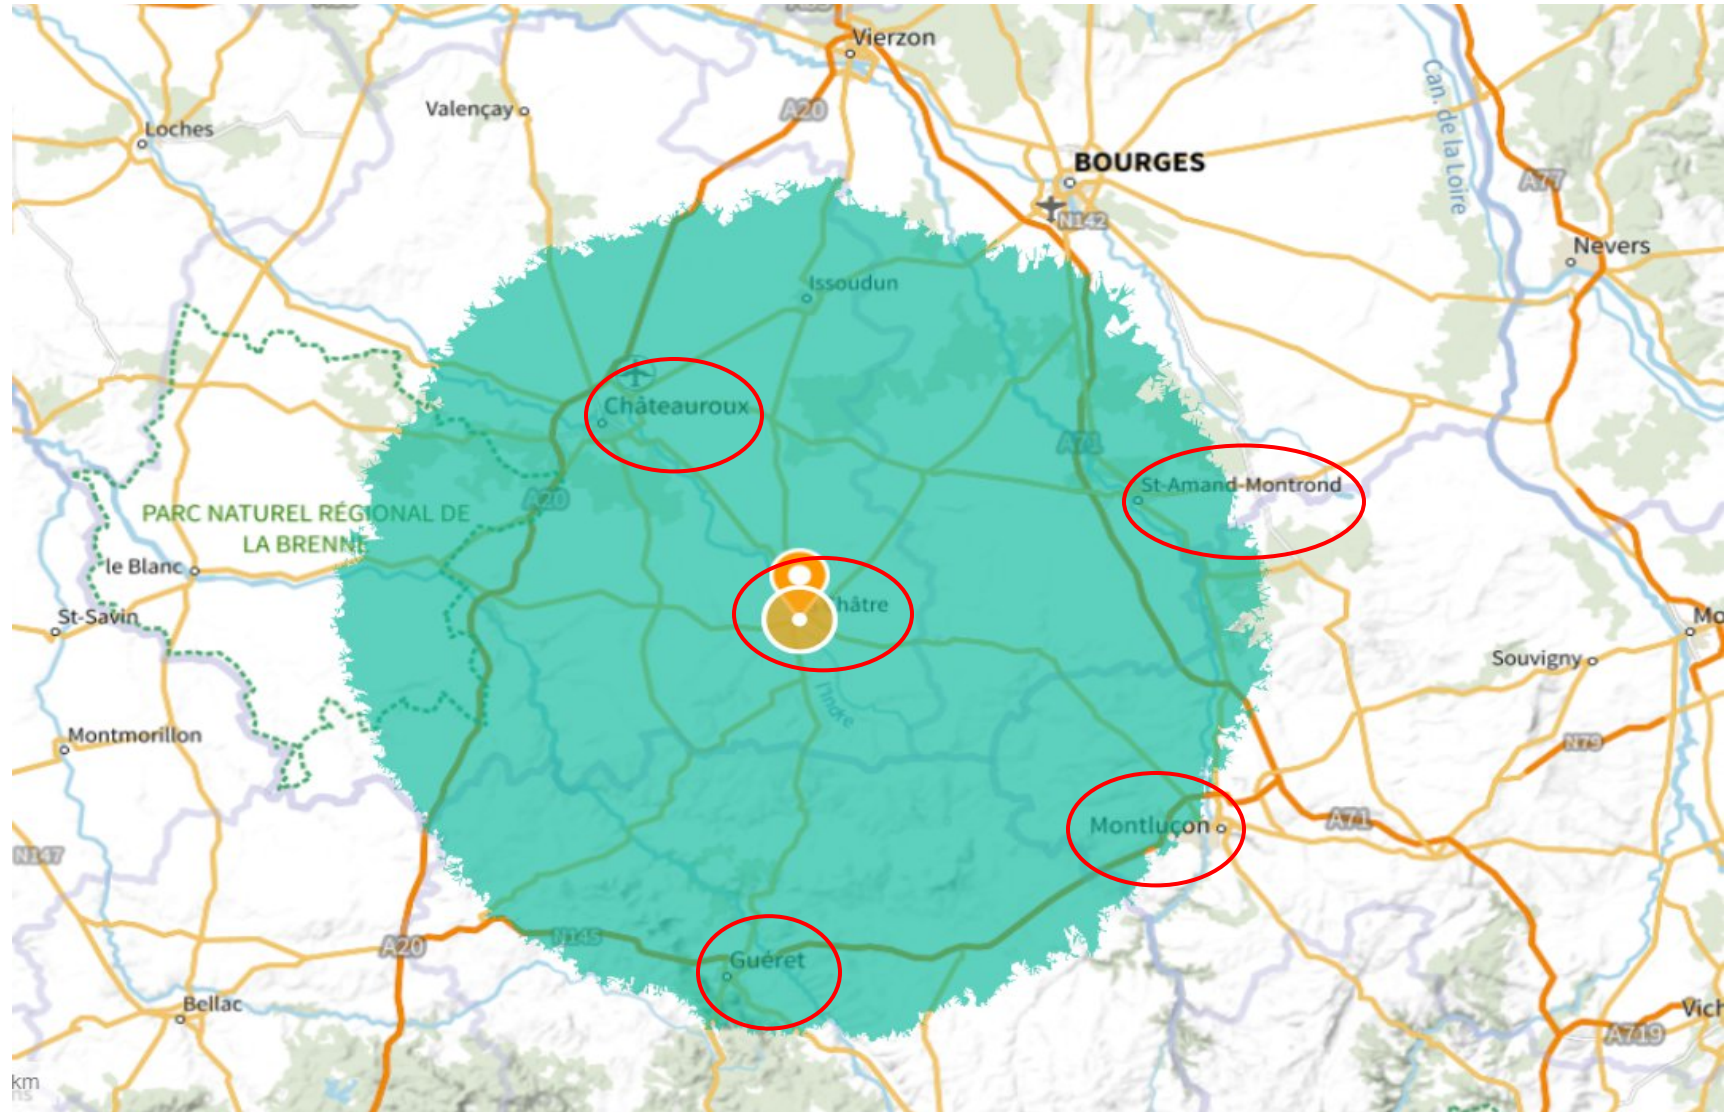 Vierzon
A20
Valençay
Loches
Can. de la Loire
BOURGES
A77
N142
Nevers
Issoudun
Châteauroux
A71
St-Amand-Montrond
A20
PARC NATUREL RÉGIONAL DE
LA BRENNE
le Blanc
hâtre
St-Savin
Souvigny
l'Indre
Montmorillon
N79
Montluçon
A71
N147
N145
A20
Guéret
Bellac
A719
km